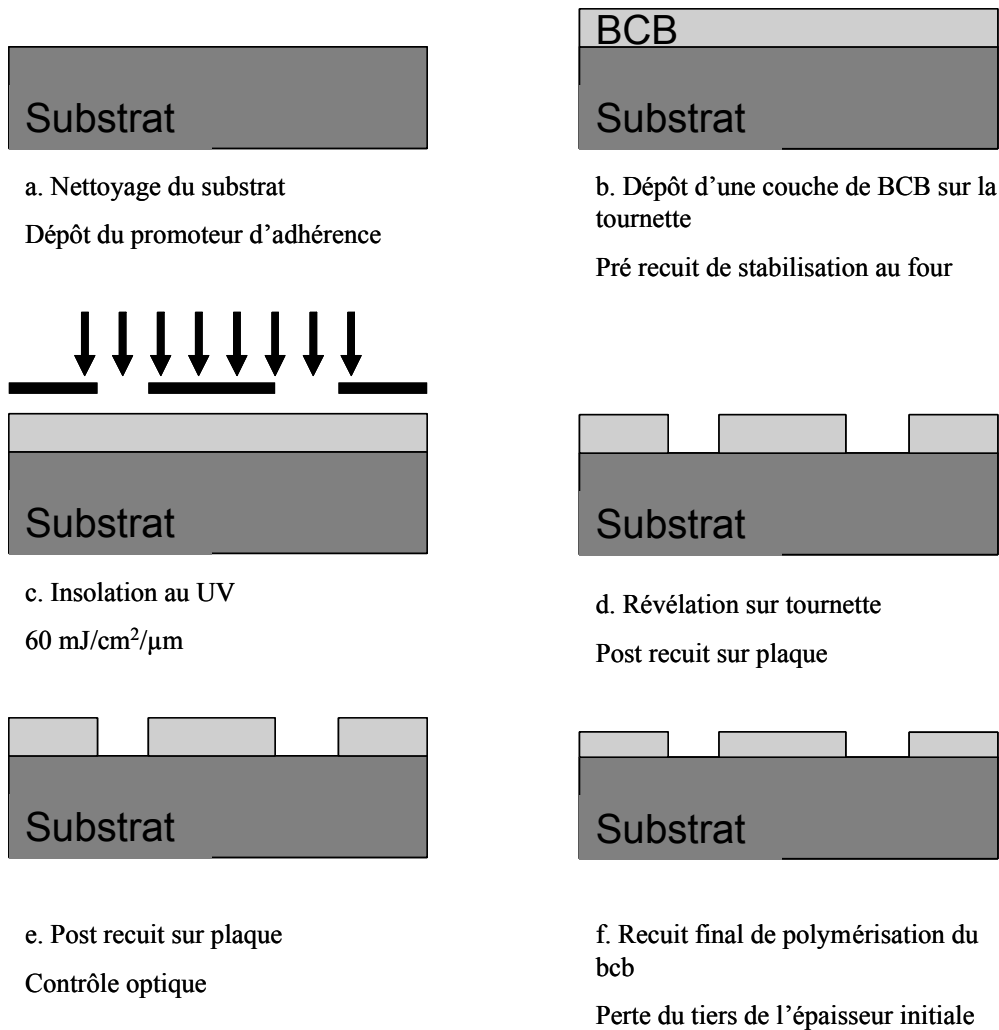 Substrat
a. Nettoyage du substrat
Dépôt du promoteur d'adhérence
BCB
Substrat
b. Dépôt d'une couche de BCB sur la
tournette
Pré recuit de stabilisation au four
Substrat
c. Insolation au UV
60 mJ/cm²/µm
Substrat
d. Révélation sur tournette
Post recuit sur plaque
Substrat
e. Post recuit sur plaque
Contrôle optique
Substrat
f. Recuit final de polymérisation du
bcb
Perte du tiers de l'épaisseur initiale